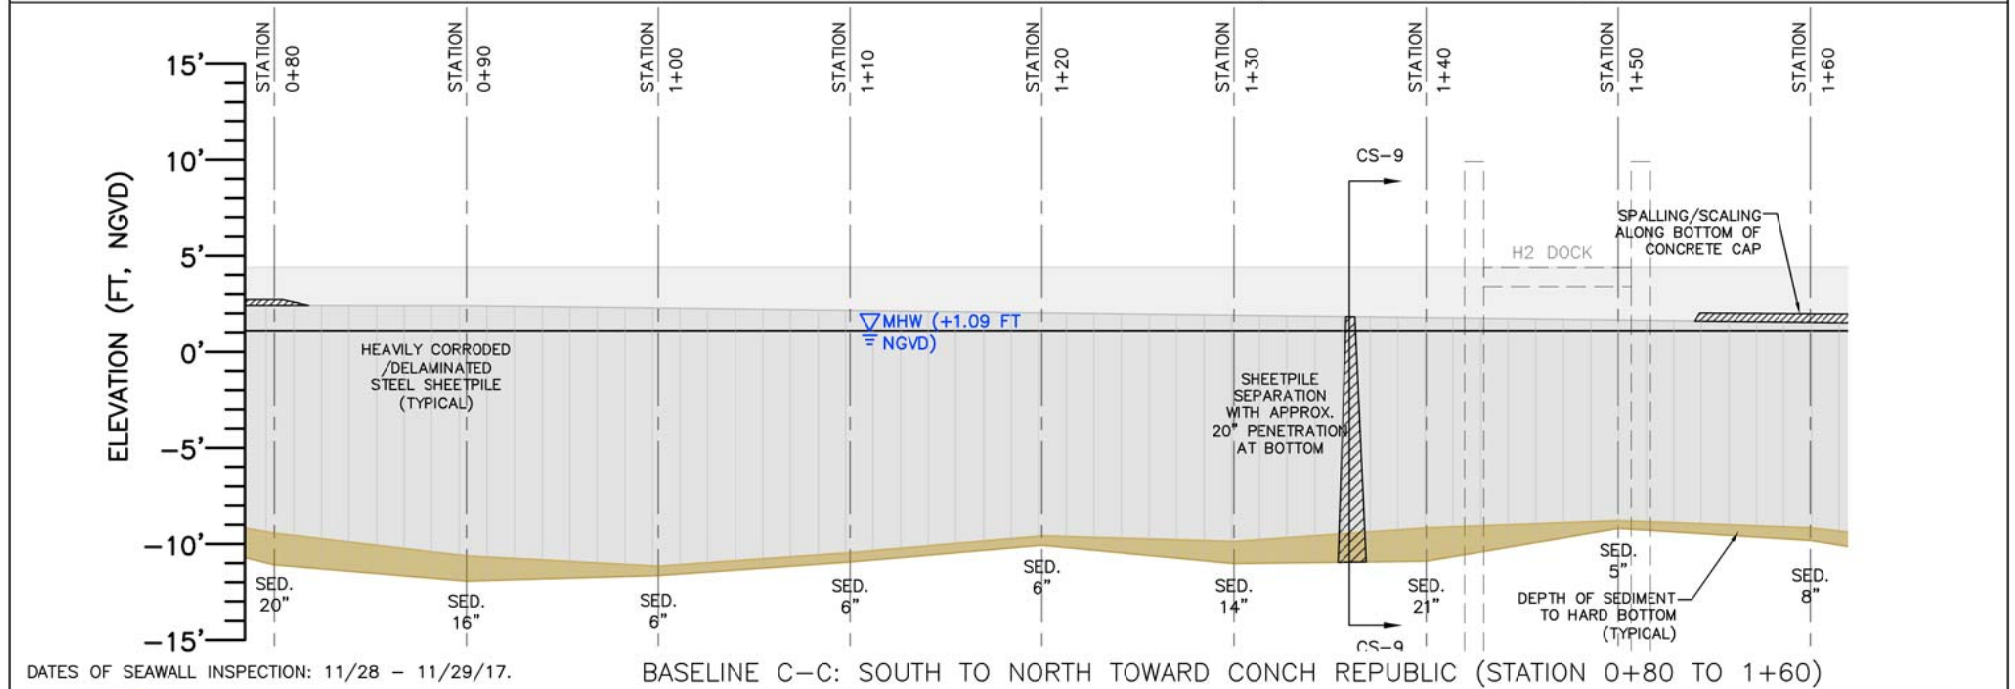 STATION
0+80
STATION
0+90
STATION
1+00
STATION
1+10
STATION
1+20
STATION
1+30
STATION
1+40
STATION
1+50
STATION
1+60
ELEVATION (FT, NGVD)
15'
10'
5'
0'
-5'
-10'
-15'
CS-9
SPALLING/SCALING
ALONG BOTTOM OF
CONCRETE CAP
H2 DOCK
MHW (+1.09 FT
NGVD)
HEAVILY CORRODED
/DELAMINATED
STEEL SHEETPILE
(TYPICAL)
SHEETPILE
SEPARATION
WITH APPROX.
20" PENETRATION
AT BOTTOM
SED.
20"
SED.
16"
SED.
6"
SED.
6"
SED.
6"
SED.
14"
SED.
21"
SED.
5"
SED.
8"
DEPTH OF SEDIMENT
TO HARD BOTTOM
(TYPICAL)
CS-9
DATES OF SEAWALL INSPECTION: 11/28 - 11/29/17.
BASELINE C-C: SOUTH TO NORTH TOWARD CONCH REPUBLIC (STATION 0+80 TO 1+60)